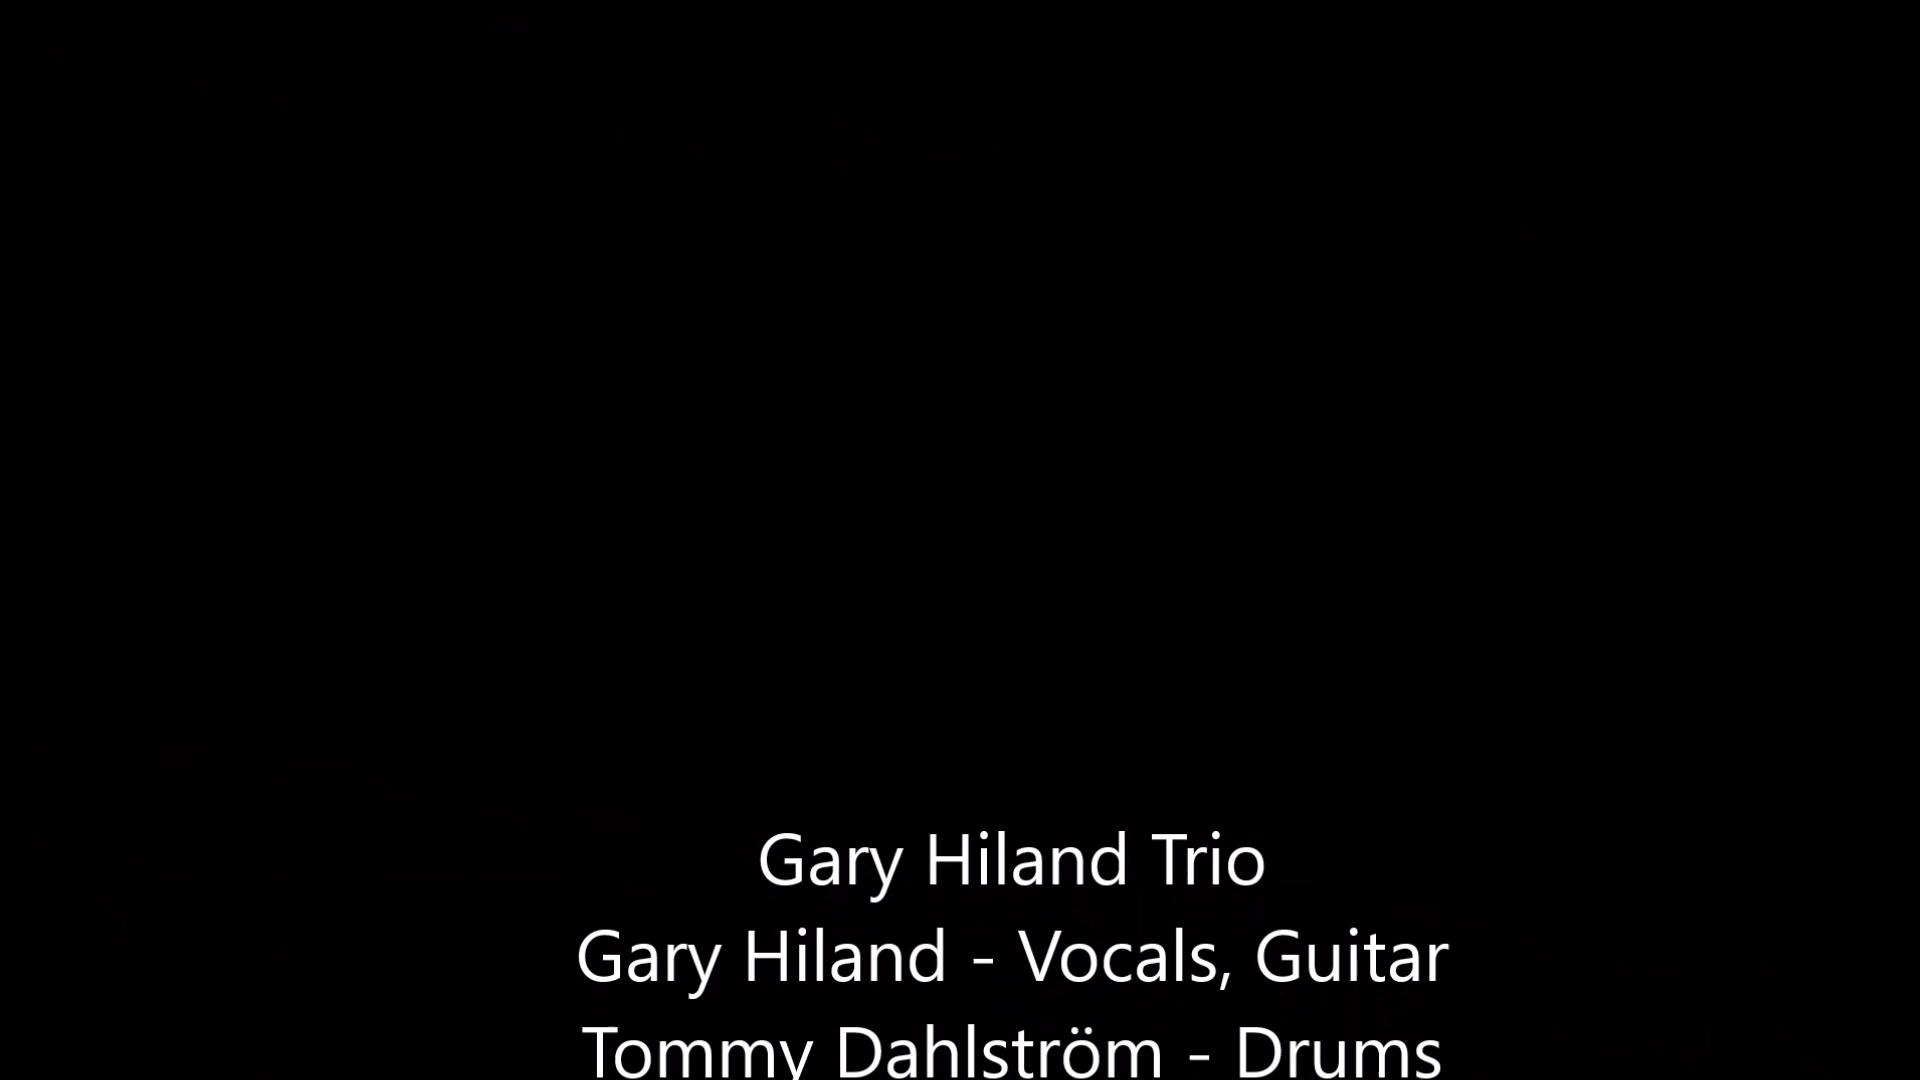 Gary Hiland Trio
Gary Hiland - Vocals, Guitar
Tommy Dahlström - Drums